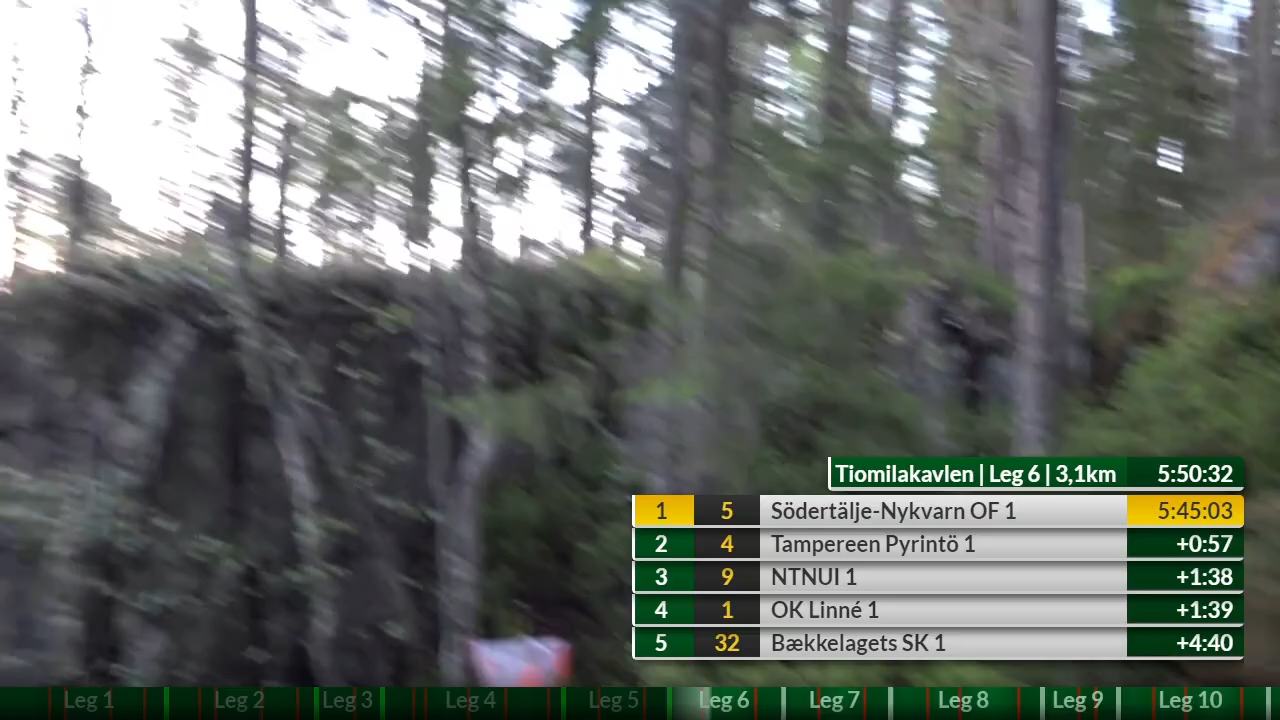 Tiomilakavlen | Leg 6 | 3,1km 5:50:32
1 5 Södertälje-Nykvarn OF 1 5:45:03
2 4 Tampereen Pyrintö 1 +0:57
3 9 NTNUI 1 +1:38
4 1 OK Linné 1 +1:39
5 32 Bækkelagets SK 1 +4:40
Leg 1 Leg 2 Leg 3 Leg 4 Leg 5 Leg 6 Leg 7 Leg 8 Leg 9 Leg 10